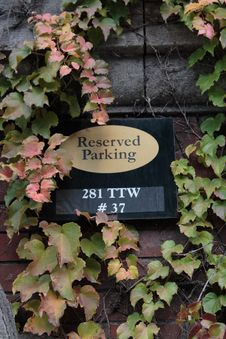 Reserved
Parking
281 TTW
# 37